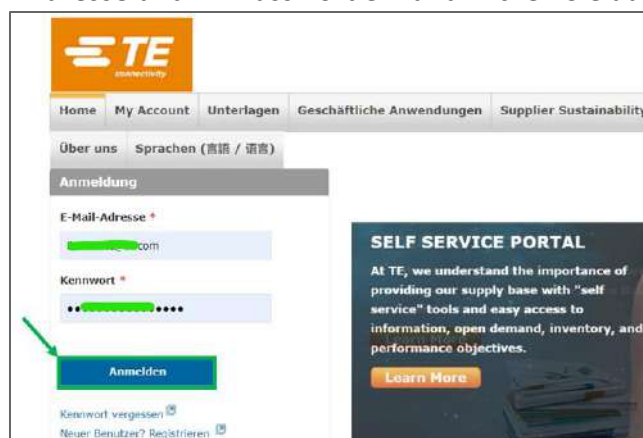 TE
connectivity
Home My Account Unterlagen Geschäftliche Anwendungen Supplier Sustainability
Über uns Sprachen (言語 / 语言)
Anmeldung
E-Mail-Adresse *
.com
Kennwort *
Anmelden
Kennwort vergessen
Neuer Benutzer? Registrieren
SELF SERVICE PORTAL
At TE, we understand the importance of
providing our supply base with "self
service" tools and easy access to
information, open demand, inventory, and
performance objectives.
Learn More